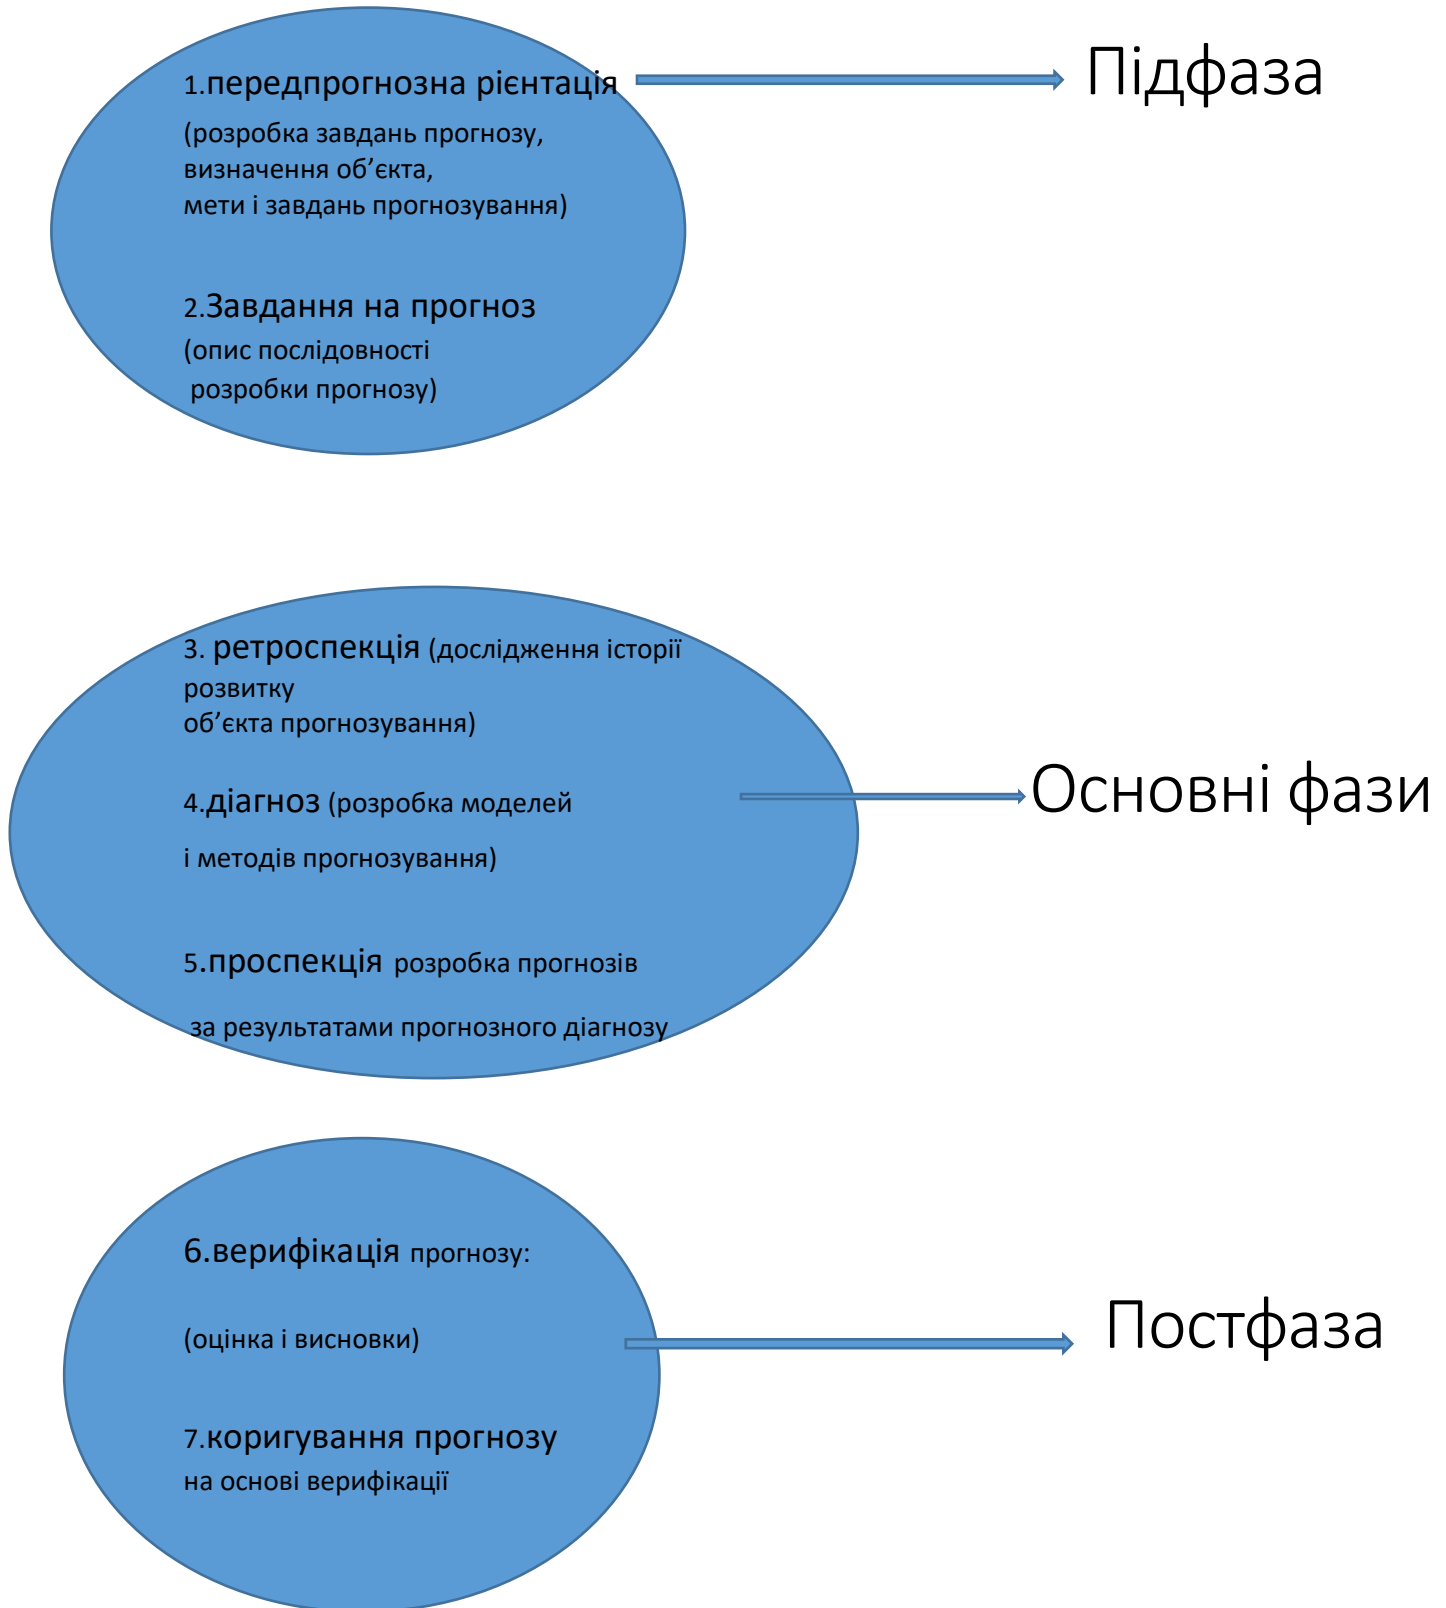 1.передпрогнозна рієнтація
Підфаза
(розробка завдань прогнозу,
визначення об’єкта,
мети і завдань прогнозування)
2.Завдання на прогноз
(опис послідовності
розробки прогнозу)
3. ретроспекція (дослідження історії
розвитку
об’єкта прогнозування)
4.діагноз (розробка моделей
Основні фази
і методів прогнозування)
5.проспекція розробка прогнозів
за результатами прогнозного діагнозу
6.верифікація прогнозу:
(оцінка і висновки)
Постфаза
7.коригування прогнозу
на основі верифікації